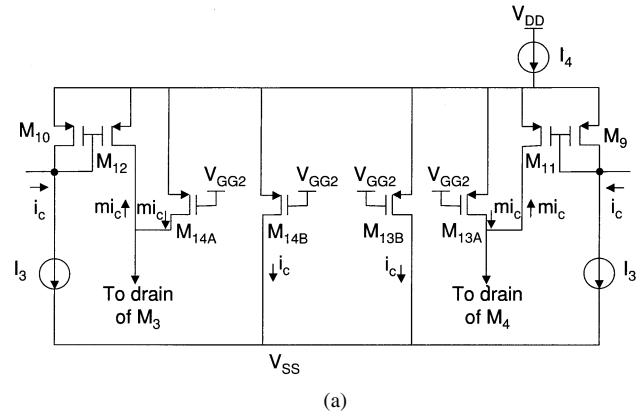 V_DD
I_4
M_10
M_9
M_12
M_11
V_GG2
V_GG2
V_GG2
V_GG2
i_c
mi_c
mi_c
mi_c
mi_c
i_c
M_14A
M_14B
M_13B
M_13A
I_3
i_c
i_c
I_3
To drain
of M_3
To drain
of M_4
V_SS
(a)